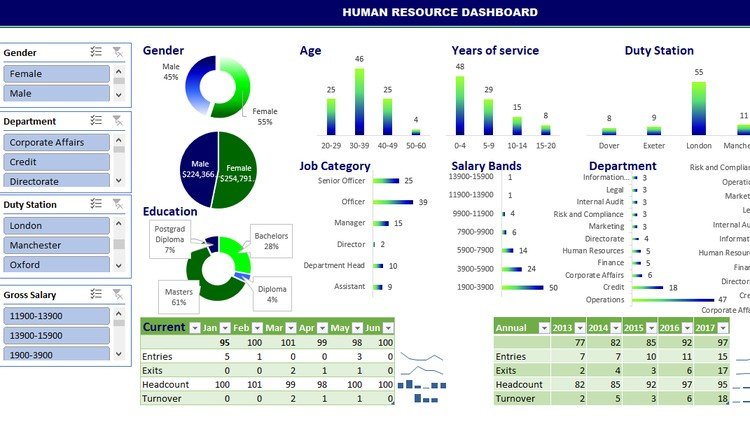 HUMAN RESOURCE DASHBOARD
Gender
Female
Male
Department
Corporate Affairs
Credit
Directorate
Duty Station
London
Manchester
Oxford
Gross Salary
11900-13900
13900-15900
1900-3900
Gender
Male
45%
Female
55%
Male
$224,366
Female
$254,791
Education
Postgrad
Diploma
7%
Bachelors
28%
Masters
61%
Diploma
4%
Age
25
46
25
4
20-29 30-39 40-49 50-60
Years of service
48
29
15
8
0-4 5-9 10-14 15-20
Duty Station
8
9
55
11
Dover Exeter London Manche
Job Category
Senior Officer 25
Officer 39
Manager 15
Director 2
Department Head 10
Assistant 9
Salary Bands
13900-15900 1
11900-13900 1
9900-11900 4
7900-9900 6
5900-7900 14
3900-5900 24
1900-3900 50
Department
Information... 3
Legal 3
Internal Audit 3
Risk and Compliance 3
Marketing 3
Directorate 4
Human Resources 5
Finance 5
Corporate Affairs 6
Credit 18
Operations 47
Risk and Complian
Operatio
Marketi
Le
Internal Au
Informati
Human Resour
Finan
Directora
Cre
Corporate Affa
Current Jan Feb Mar Apr May Jun
95 100 101 99 98 100
Entries 5 1 0 0 3 0
Exits 0 0 2 1 1 0
Headcount 100 101 99 98 100 100
Turnover 0 0 2 1 1 0
Annual 2013 2014 2015 2016 2017
77 82 85 92 97
Entries 7 7 10 11 15
Exits 2 4 3 6 17
Headcount 82 85 92 97 95
Turnover 2 5 3 6 18